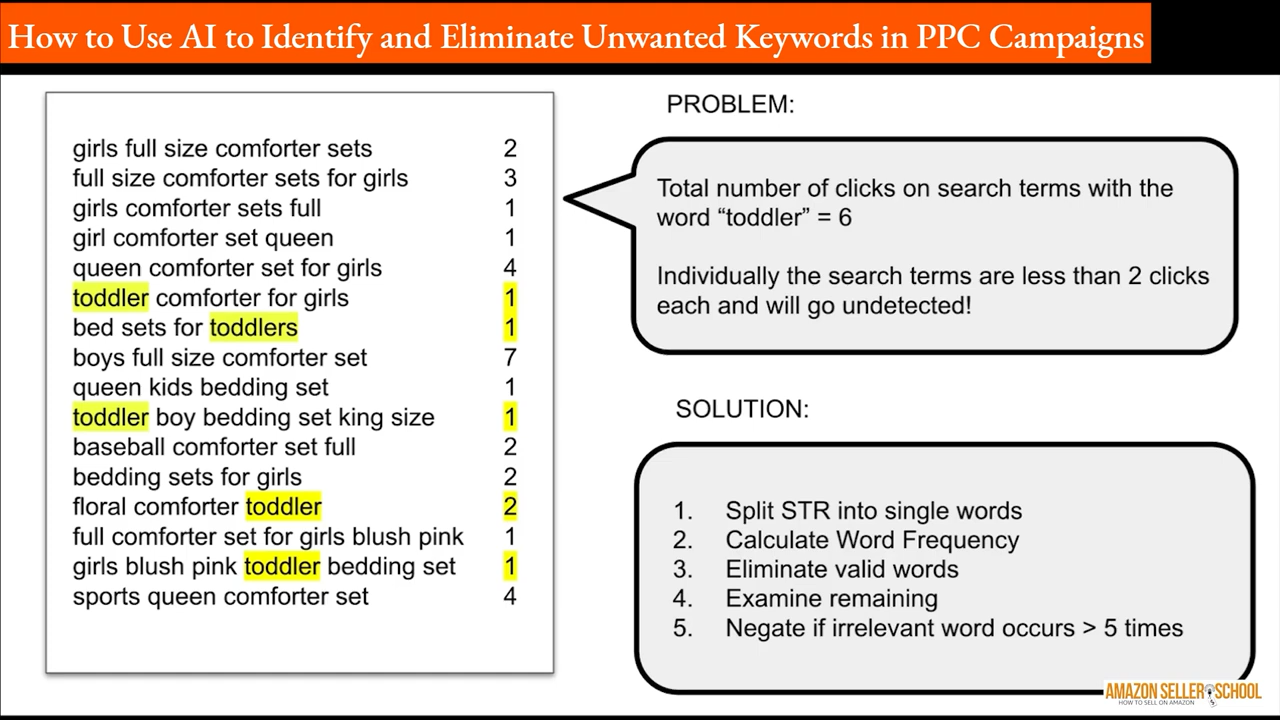 How to Use AI to Identify and Eliminate Unwanted Keywords in PPC Campaigns
girls full size comforter sets 2
full size comforter sets for girls 3
girls comforter sets full 1
girl comforter set queen 1
queen comforter set for girls 4
toddler comforter for girls 1
bed sets for toddlers 1
boys full size comforter set 7
queen kids bedding set 1
toddler boy bedding set king size 1
baseball comforter set full 2
bedding sets for girls 2
floral comforter toddler 2
full comforter set for girls blush pink 1
girls blush pink toddler bedding set 1
sports queen comforter set 4
PROBLEM:
Total number of clicks on search terms with the
word “toddler” = 6
Individually the search terms are less than 2 clicks
each and will go undetected!
SOLUTION:
1. Split STR into single words
2. Calculate Word Frequency
3. Eliminate valid words
4. Examine remaining
5. Negate if irrelevant word occurs > 5 times
AMAZON SELLER SCHOOL
HOW TO SELL ON AMAZON